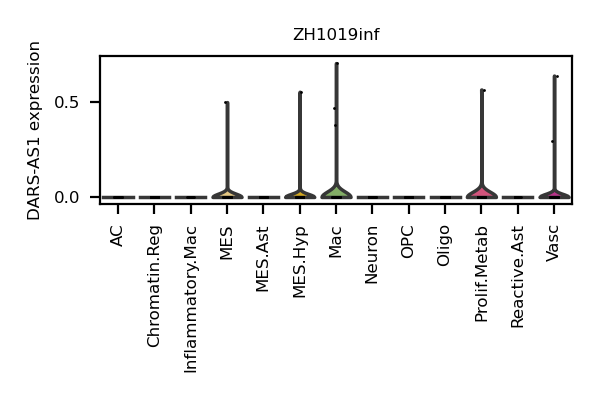 ZH1019inf
DARS-AS1 expression
0.5
0.0
AC
Chromatin.Reg
Inflammatory.Mac
MES
MES.Ast
MES.Hyp
Mac
Neuron
OPC
Oligo
Prolif.Metab
Reactive.Ast
Vasc